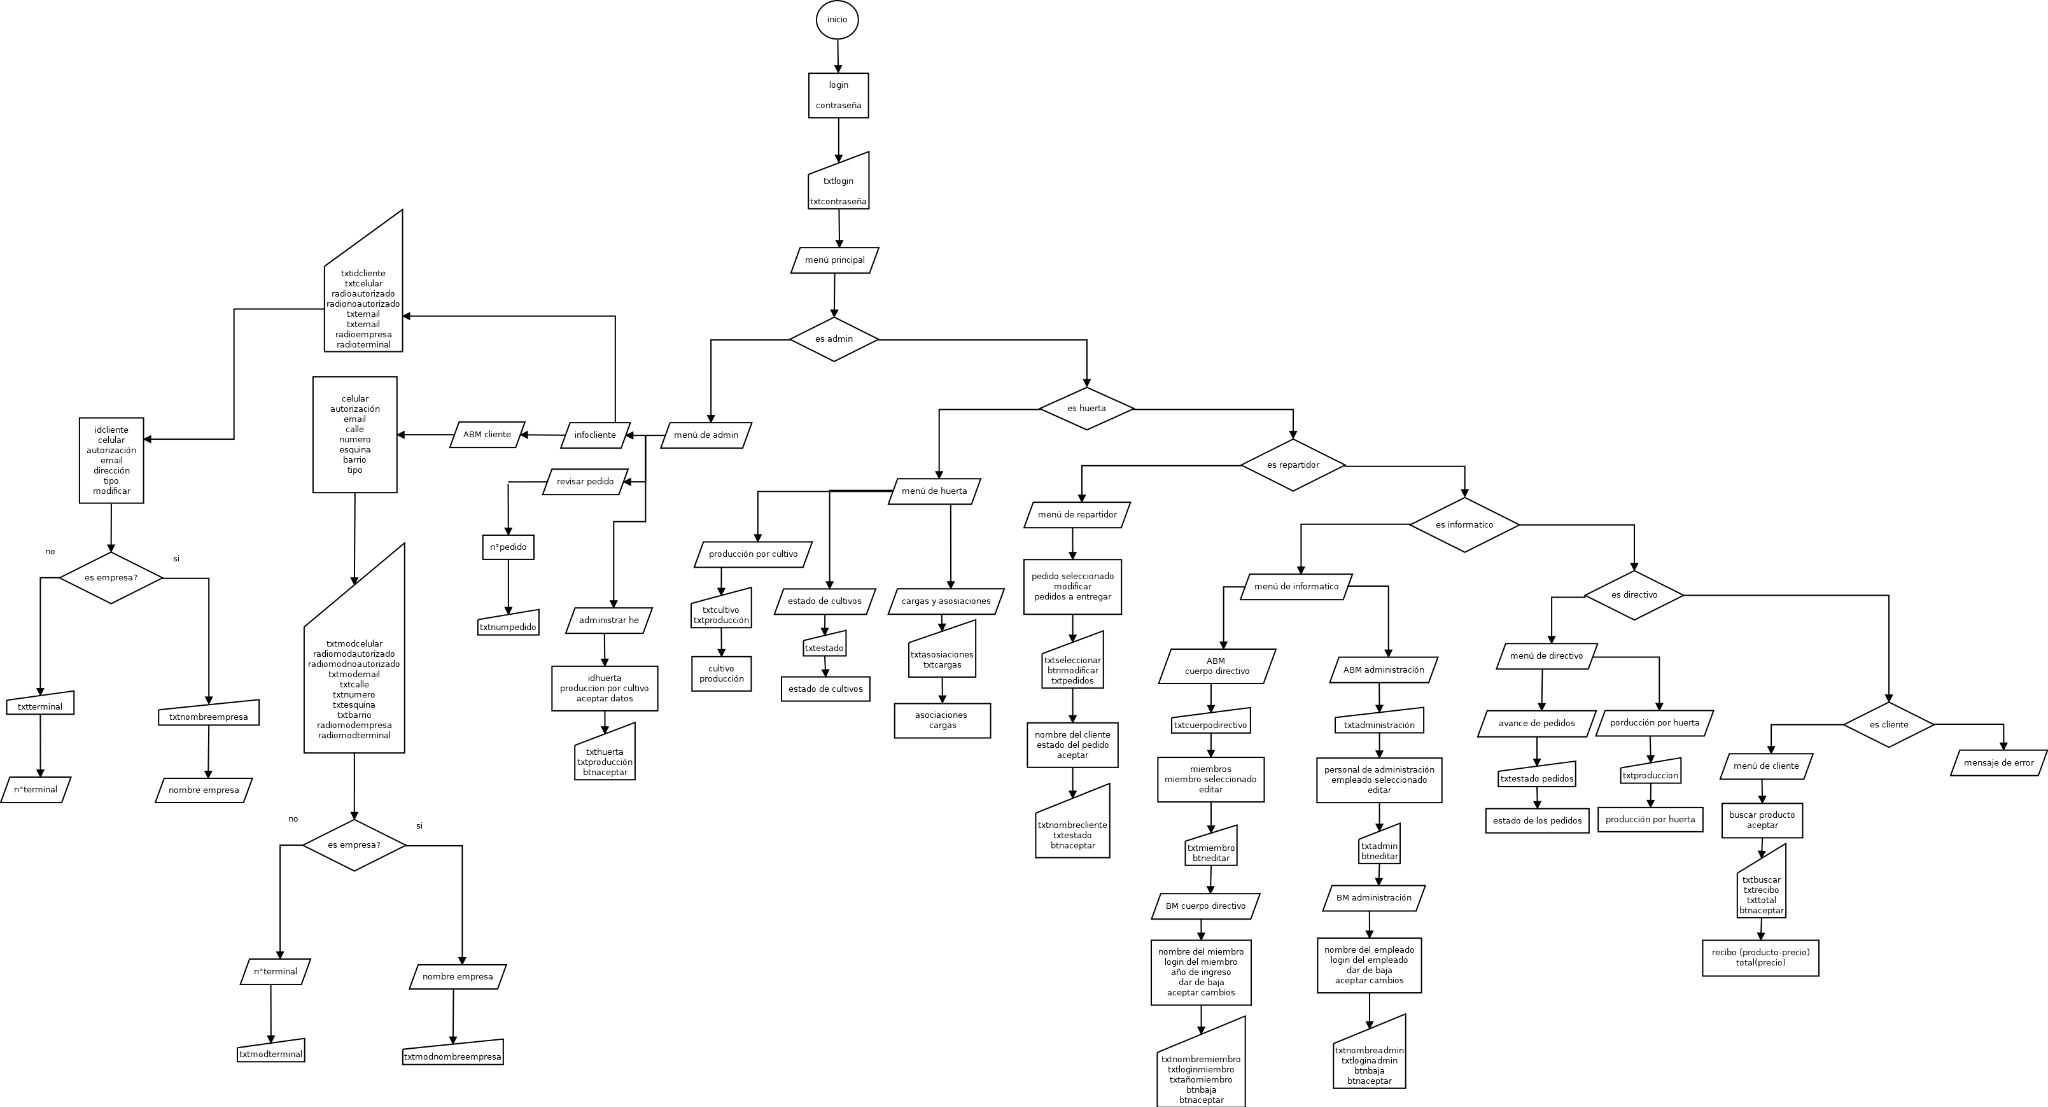 inicio
login
contraseña
txtlogin
txtcontraseña
menú principal
es admin
txtidcliente
txtcelular
radioautorizado
radionoautorizado
txtemail
txtemail
radioempresa
radioterminal
idcliente
celular
autorización
email
dirección
tipo
modificar
no
si
es empresa?
txtterminal
n°terminal
txtnombreempresa
nombre empresa
celular
autorización
email
calle
numero
esquina
barrio
tipo
ABM cliente
infocliente
menú de admin
txtmodcelular
radiomodautorizado
radiomodnoautorizado
txtmodemail
txtcalle
txtnumero
txtesquina
txtbarrio
radiomodempresa
radiomodterminal
no
si
es empresa?
n°terminal
txtmodterminal
nombre empresa
txtmodnombreempresa
revisar pedido
n°pedido
txtnumpedido
administrar he
idhuerta
produccion por cultivo
aceptar datos
txthuerta
txtproducción
btnaceptar
es huerta
menú de huerta
producción por cultivo
txtcultivo
txtproducción
cultivo
producción
estado de cultivos
txtestado
estado de cultivos
cargas y asosiaciones
txtasosiaciones
txtcargas
asosiaciones
cargas
es repartidor
menú de repartidor
pedido seleccionado
modificar
pedidos a entregar
txtseleccionar
btnmodificar
txtpedidos
nombre del cliente
estado del pedido
aceptar
txtnombrecliente
txtestado
btnaceptar
es informatico
menú de informatico
ABM
cuerpo directivo
txtcuerpodirectivo
miembros
miembro seleccionado
editar
txtmiembro
btneditar
BM cuerpo directivo
nombre del miembro
login del miembro
año de ingreso
dar de baja
aceptar cambios
txtnombremiembro
txtloginmiembro
txtañomiembro
btnbaja
btnaceptar
ABM administración
txtadministración
personal de administración
empleado seleccionado
editar
txtadmin
btneditar
BM administración
nombre del empleado
login del empleado
dar de baja
aceptar cambios
txtnombreadmin
txtloginadmin
btnbaja
btnaceptar
es directivo
menú de directivo
avance de pedidos
txtestado pedidos
estado de los pedidos
porducción por huerta
txtproduccion
producción por huerta
es cliente
menú de cliente
buscar producto
aceptar
txtbuscar
txtrecibo
txttotal
btnaceptar
recibo (producto-precio)
total(precio)
mensaje de error